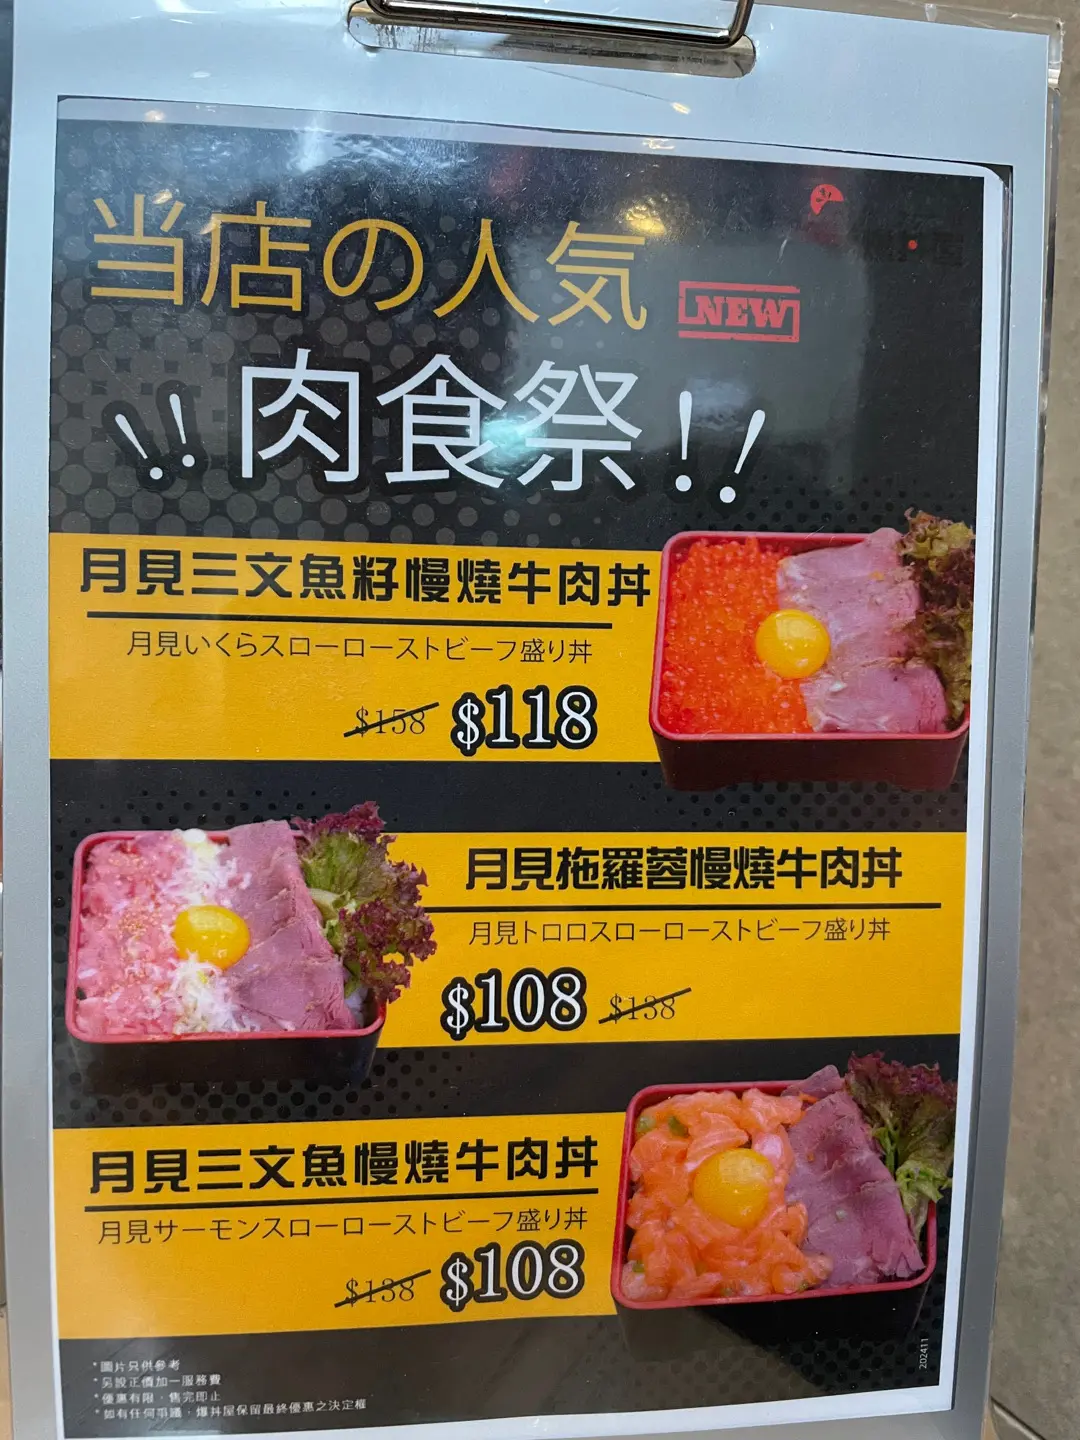 当店の人気
NEW
!! 肉食祭 !!
月見三文魚籽慢燒牛肉丼
月見いくらスローローストビーフ盛り丼
$158 $118
月見拖羅蓉慢燒牛肉丼
月見トロロスローローストビーフ盛り丼
$108 $138
月見三文魚慢燒牛肉丼
月見サーモンスローローストビーフ盛り丼
$138 $108
*圖片只供參考
*另設正價加一服務費
*優惠有限，售完即止
*如有任何爭議，爆丼屋保留最終優惠之決定權
202411